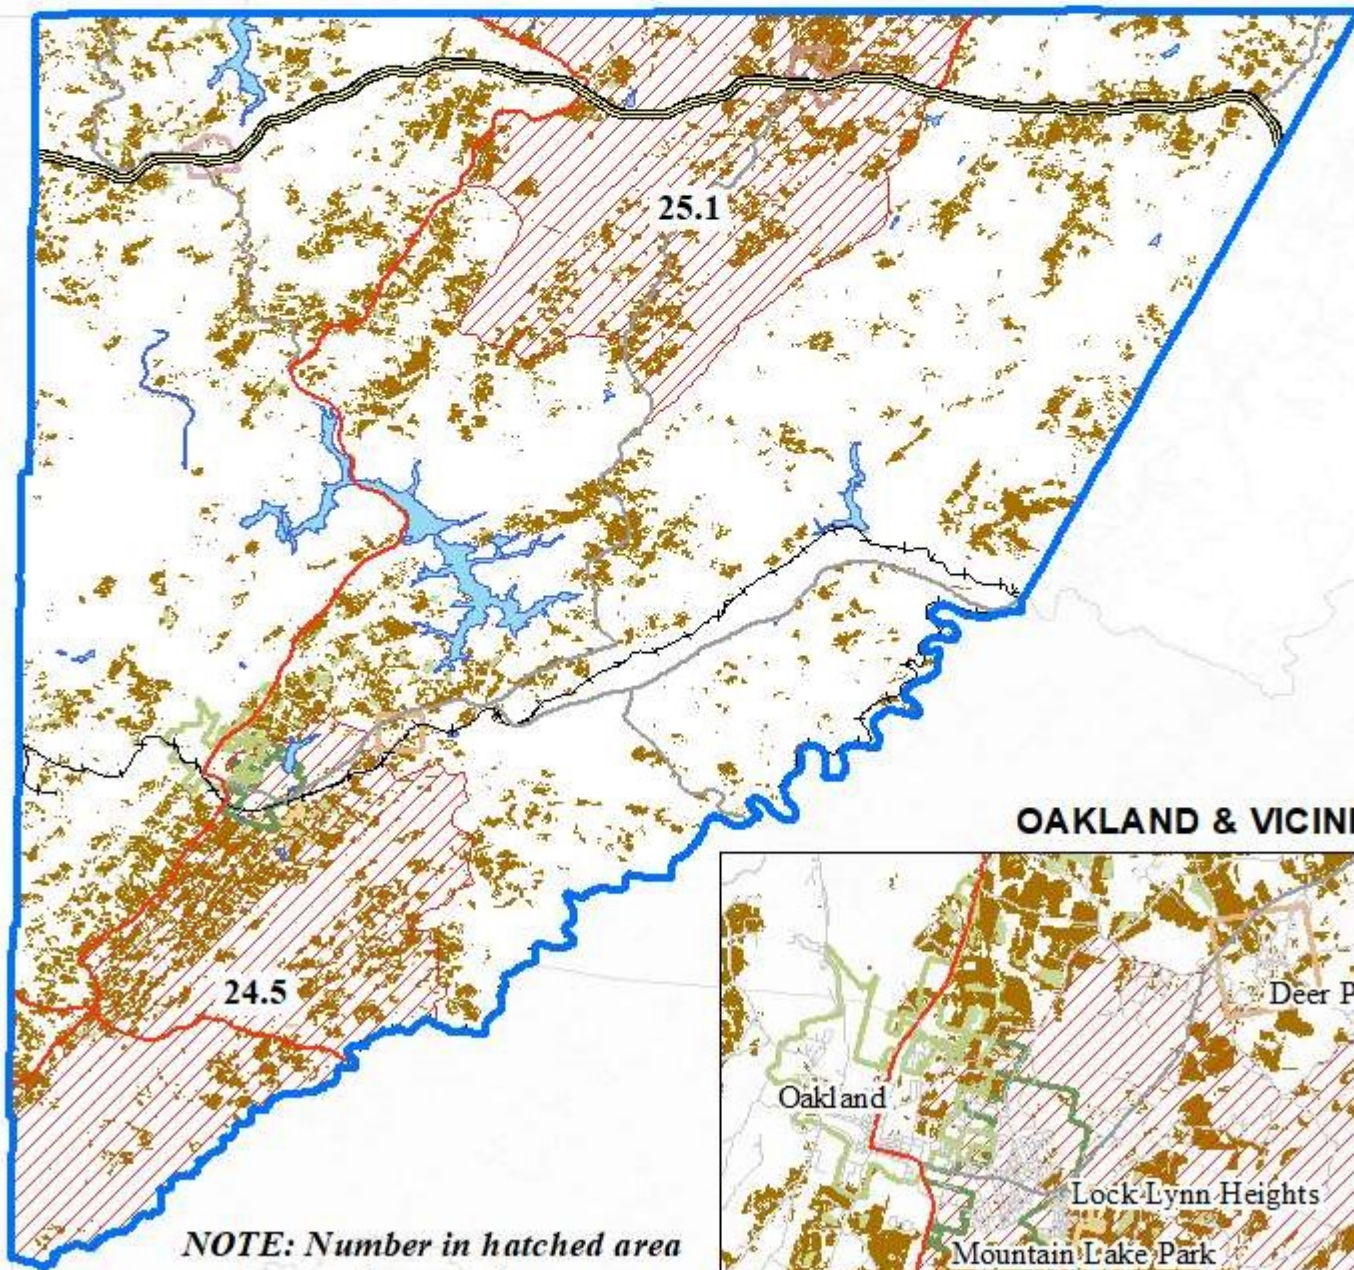 25.1
OAKLAND & VICINI
24.5
Deer P
Oakland
Lock Lynn Heights
NOTE: Number in hatched area
Mountain Lake Park